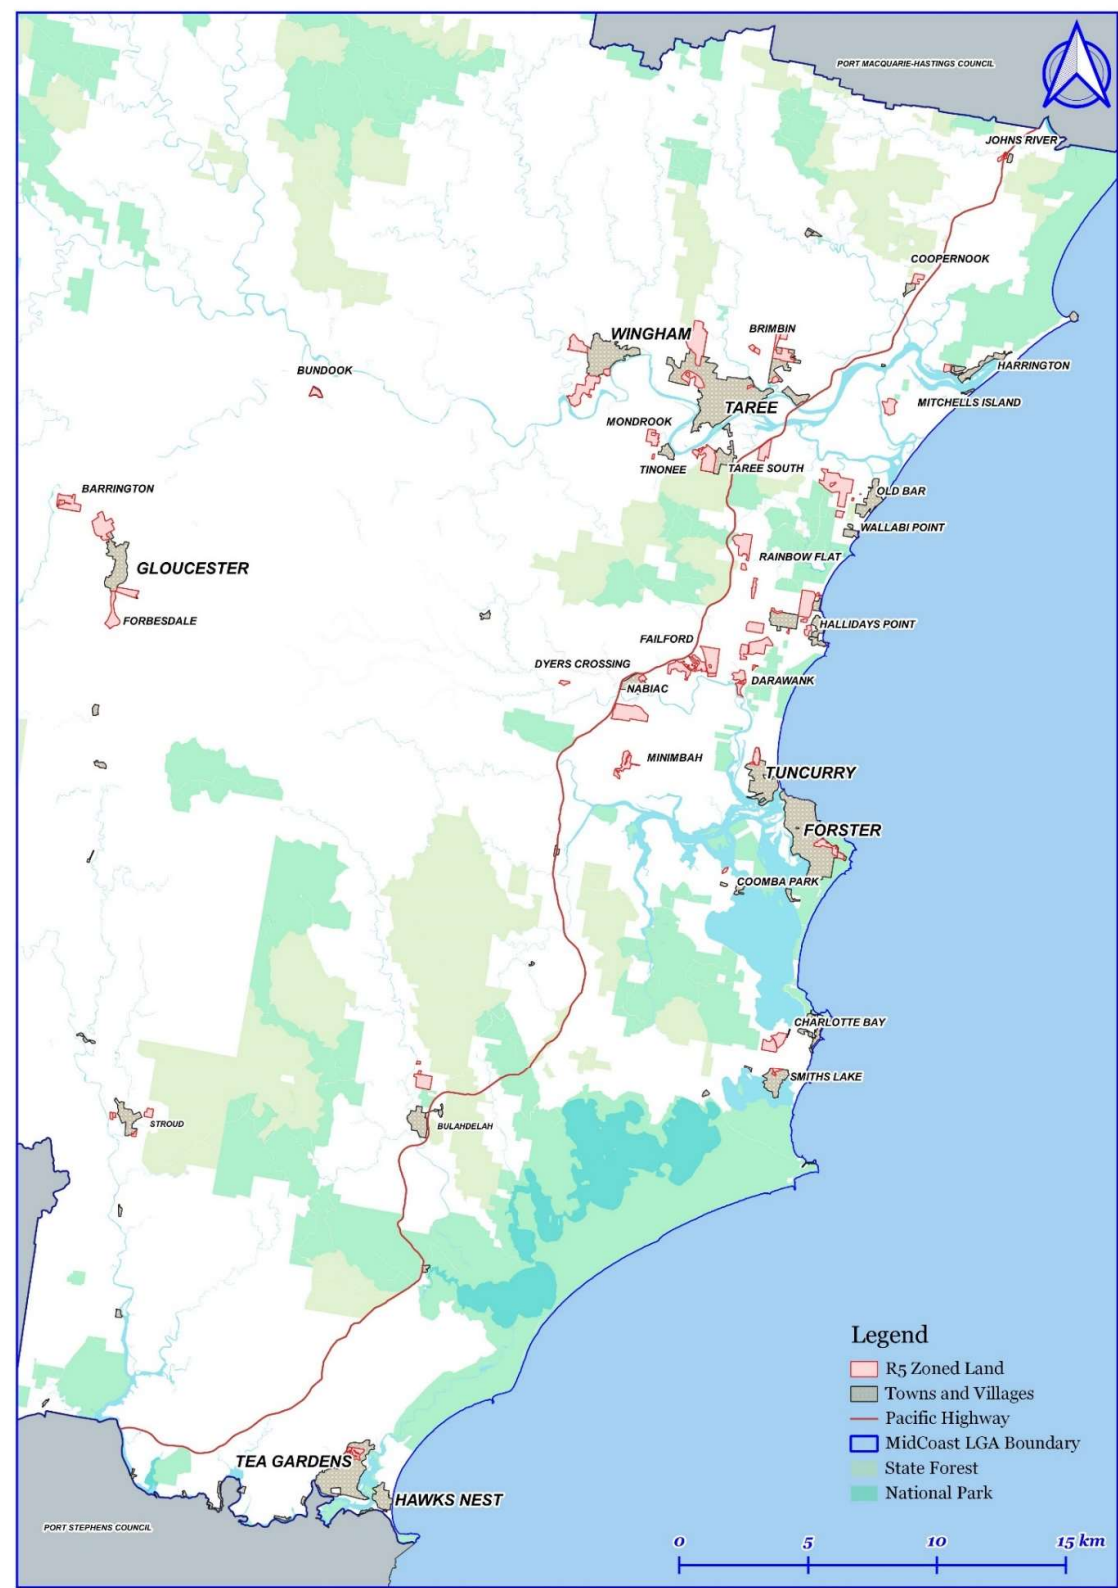 PORT MACQUARIE-HASTINGS COUNCIL
JOHNS RIVER
COOPERNOOK
WINGHAM
BRIMBIN
HARRINGTON
BUNDOOK
MITCHELLS ISLAND
TAREE
MONDROOK
TINONEE
TAREE SOUTH
BARRINGTON
OLD BAR
WALLABI POINT
RAINBOW FLAT
GLOUCESTER
FORBESDALE
HALLIDAYS POINT
FAILFORD
DYERS CROSSING
DARAWANK
NABIAC
MINIMBAH
TUNCURRY
FORSTER
COOMBA PARK
CHARLOTTE BAY
SMITHS LAKE
STROUD
BULAHDELAH
Legend
R5 Zoned Land
Towns and Villages
Pacific Highway
MidCoast LGA Boundary
State Forest
National Park
TEA GARDENS
HAWKS NEST
PORT STEPHENS COUNCIL
0 5 10 15 km